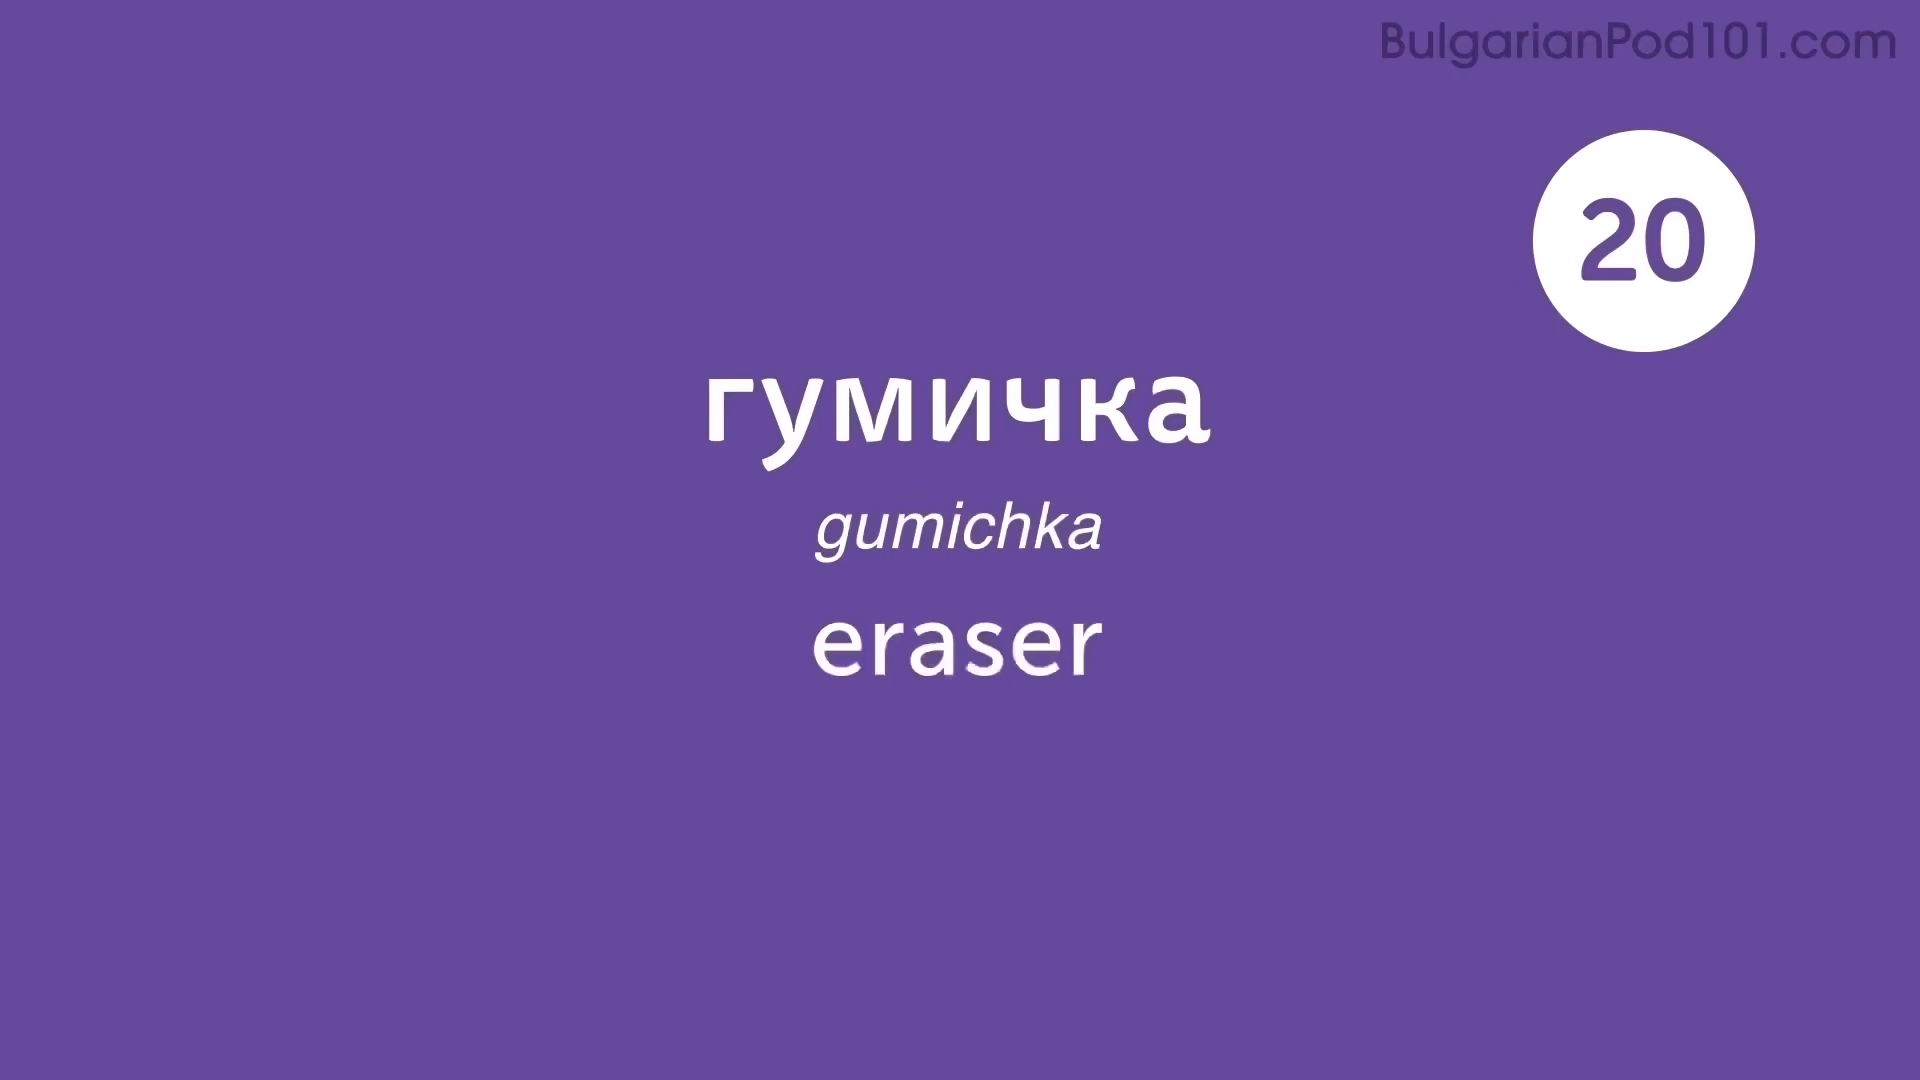 BulgarianPod101.com
20
гумичка
gumichka
eraser